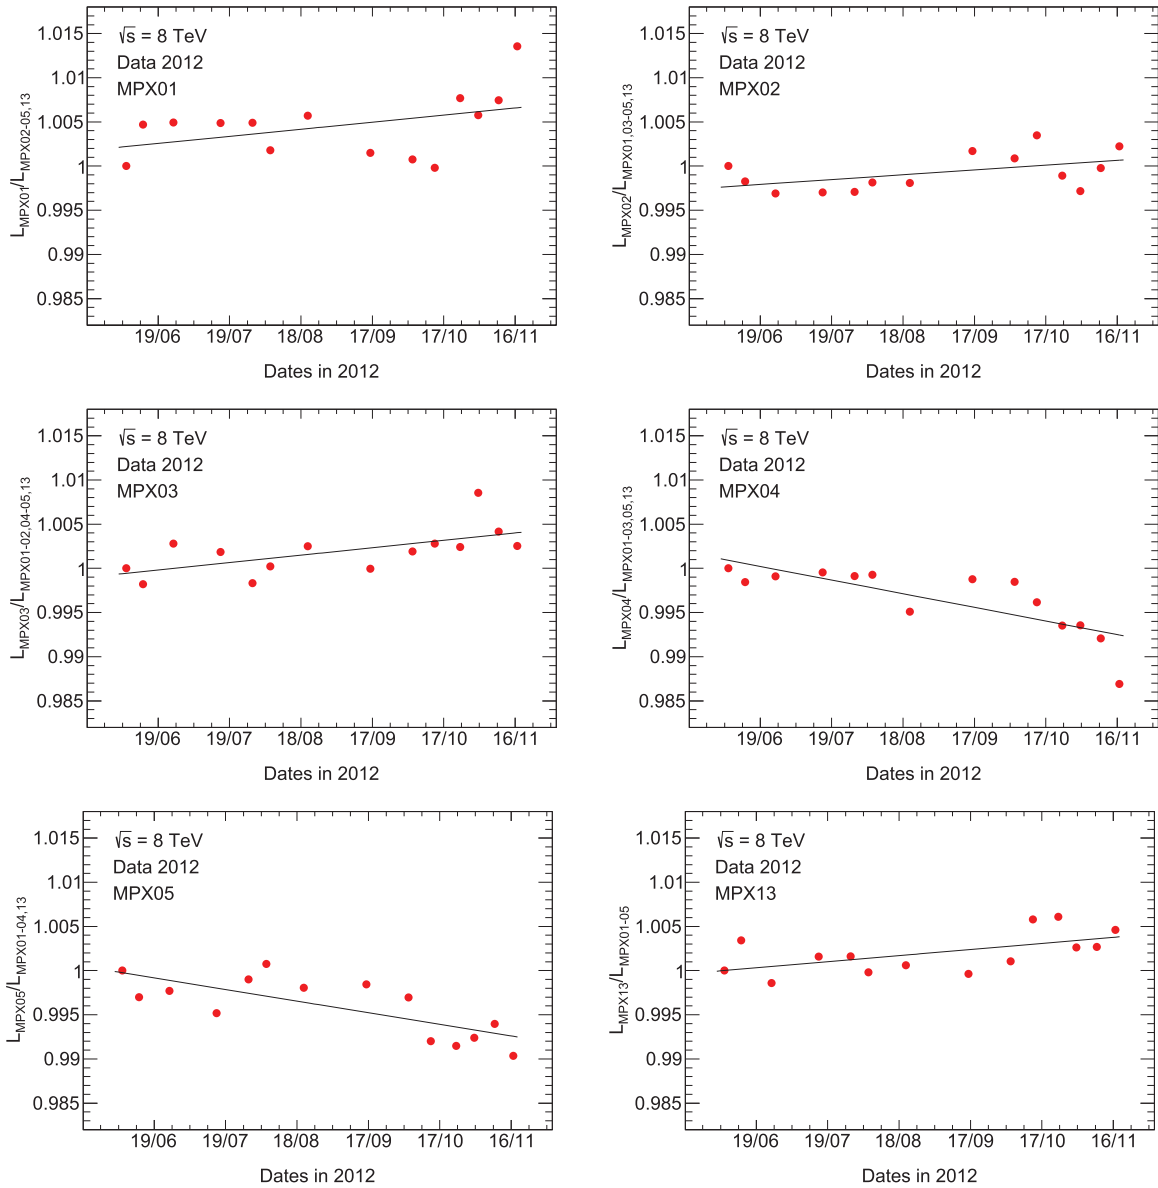 √s = 8 TeV
Data 2012
MPX01
1.015
1.01
1.005
1
0.995
0.99
0.985
L_MPX01/L_MPX02-05,13
19/06 19/07 18/08 17/09 17/10 16/11
Dates in 2012
√s = 8 TeV
Data 2012
MPX02
1.015
1.01
1.005
1
0.995
0.99
0.985
L_MPX02/L_MPX01,03-05,13
19/06 19/07 18/08 17/09 17/10 16/11
Dates in 2012
√s = 8 TeV
Data 2012
MPX03
1.015
1.01
1.005
1
0.995
0.99
0.985
L_MPX03/L_MPX01-02,04-05,13
19/06 19/07 18/08 17/09 17/10 16/11
Dates in 2012
√s = 8 TeV
Data 2012
MPX04
1.015
1.01
1.005
1
0.995
0.99
0.985
L_MPX04/L_MPX01-03,05,13
19/06 19/07 18/08 17/09 17/10 16/11
Dates in 2012
√s = 8 TeV
Data 2012
MPX05
1.015
1.01
1.005
1
0.995
0.99
0.985
L_MPX05/L_MPX01-04,13
19/06 19/07 18/08 17/09 17/10 16/11
Dates in 2012
√s = 8 TeV
Data 2012
MPX13
1.015
1.01
1.005
1
0.995
0.99
0.985
L_MPX13/L_MPX01-05
19/06 19/07 18/08 17/09 17/10 16/11
Dates in 2012